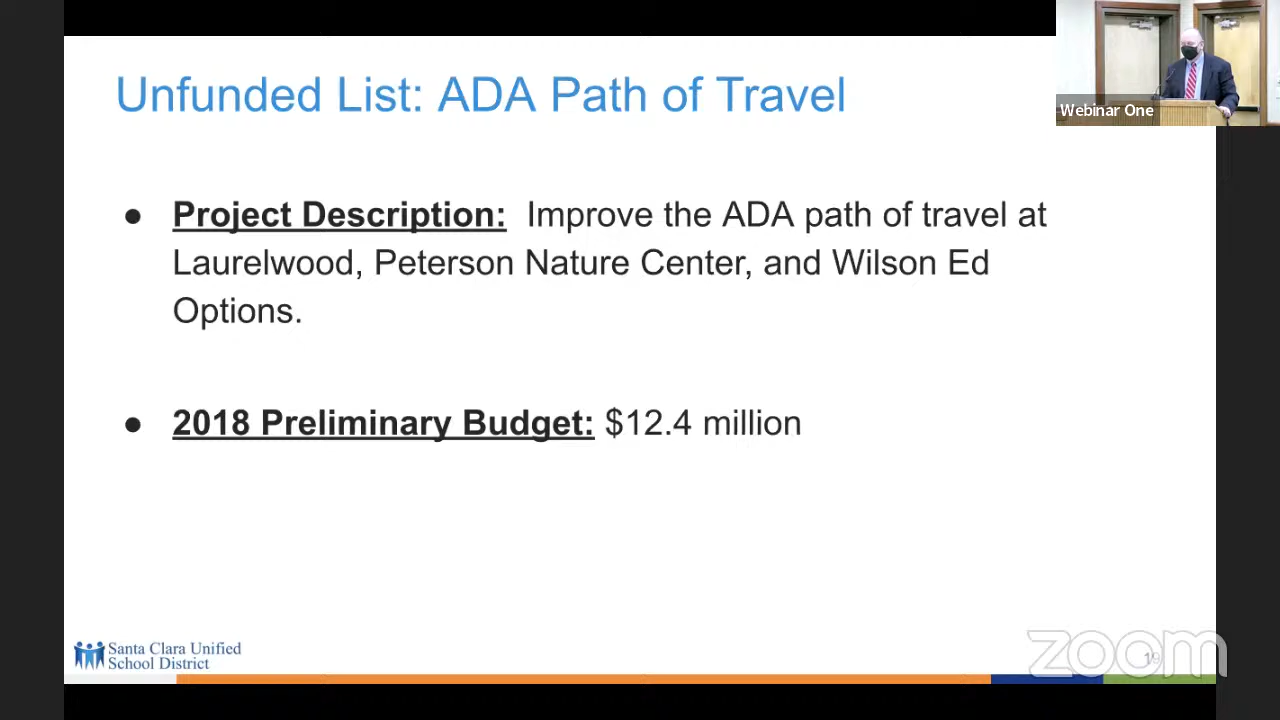 Unfunded List: ADA Path of Travel
Webinar One
● Project Description: Improve the ADA path of travel at
Laurelwood, Peterson Nature Center, and Wilson Ed
Options.
● 2018 Preliminary Budget: $12.4 million
Santa Clara Unified
School District
19
zoom